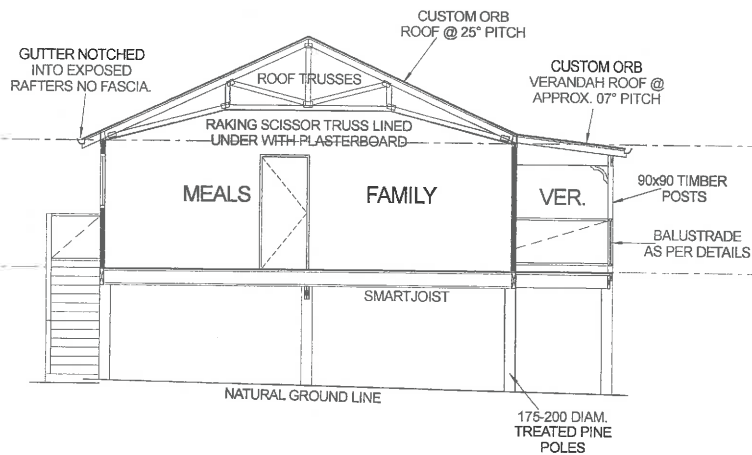 CUSTOM ORB
ROOF @ 25° PITCH
GUTTER NOTCHED
INTO EXPOSED
RAFTERS NO FASCIA.
ROOF TRUSSES
CUSTOM ORB
VERANDAH ROOF @
APPROX. 07° PITCH
RAKING SCISSOR TRUSS LINED
UNDER WITH PLASTERBOARD
MEALS
FAMILY
VER.
90x90 TIMBER
POSTS
BALUSTRADE
AS PER DETAILS
SMARTJOIST
NATURAL GROUND LINE
175-200 DIAM.
TREATED PINE
POLES